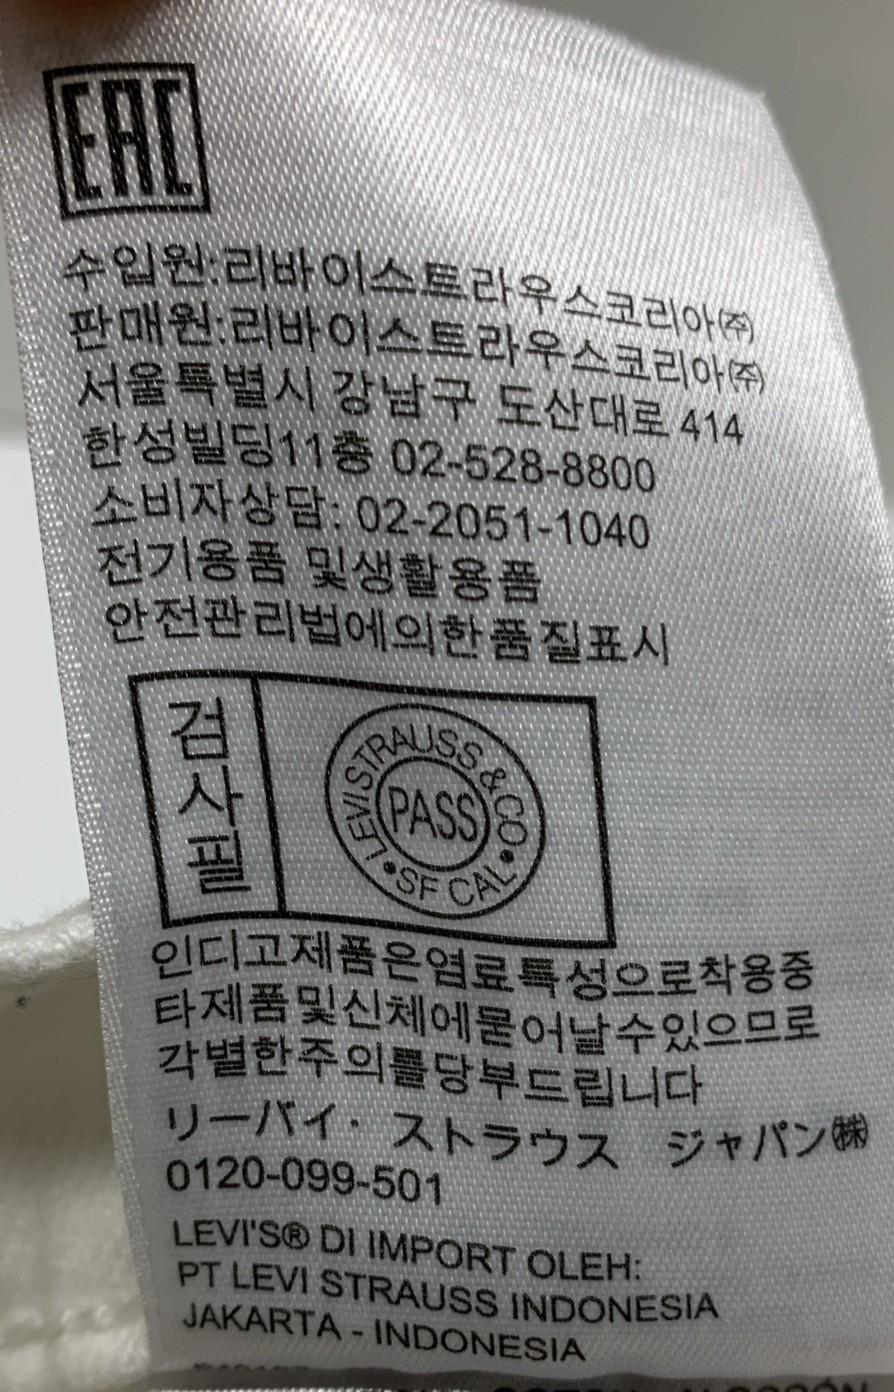 EAC
수입원:리바이스트라우스코리아㈜
판매원:리바이스트라우스코리아㈜
서울특별시 강남구 도산대로 414
한성빌딩11층 02-528-8800
소비자상담: 02-2051-1040
전기용품 및생활용품
안전관리법에의한품질표시
검사필
LEVI STRAUSS & CO
PASS
SF CAL
인디고제품은염료특성으로착용중
타제품및신체에묻어날수있으므로
각별한주의를당부드립니다
リーバイ・ストラウス ジャパン㈱
0120-099-501
LEVI'S® DI IMPORT OLEH:
PT LEVI STRAUSS INDONESIA
JAKARTA - INDONESIA